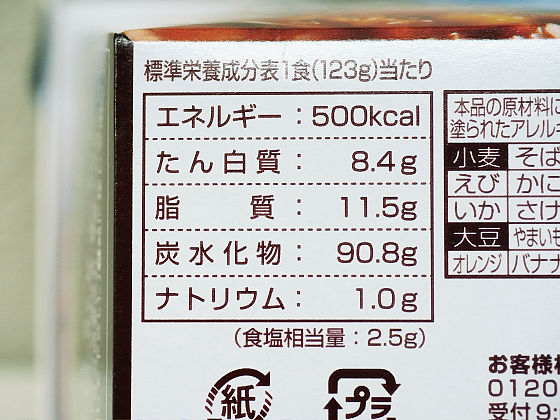 標準栄養成分表1食(123g)当たり
エネルギー：500kcal
たん白質： 8.4g
脂質： 11.5g
炭水化物： 90.8g
ナトリウム： 1.0g
(食塩相当量：2.5g)
紙
プラ
本品の原材料に
塗られたアレル
小麦 そば
えび かに
いか さけ
大豆 やまいも
オレンジ バナナ
お客様
0120
受付9